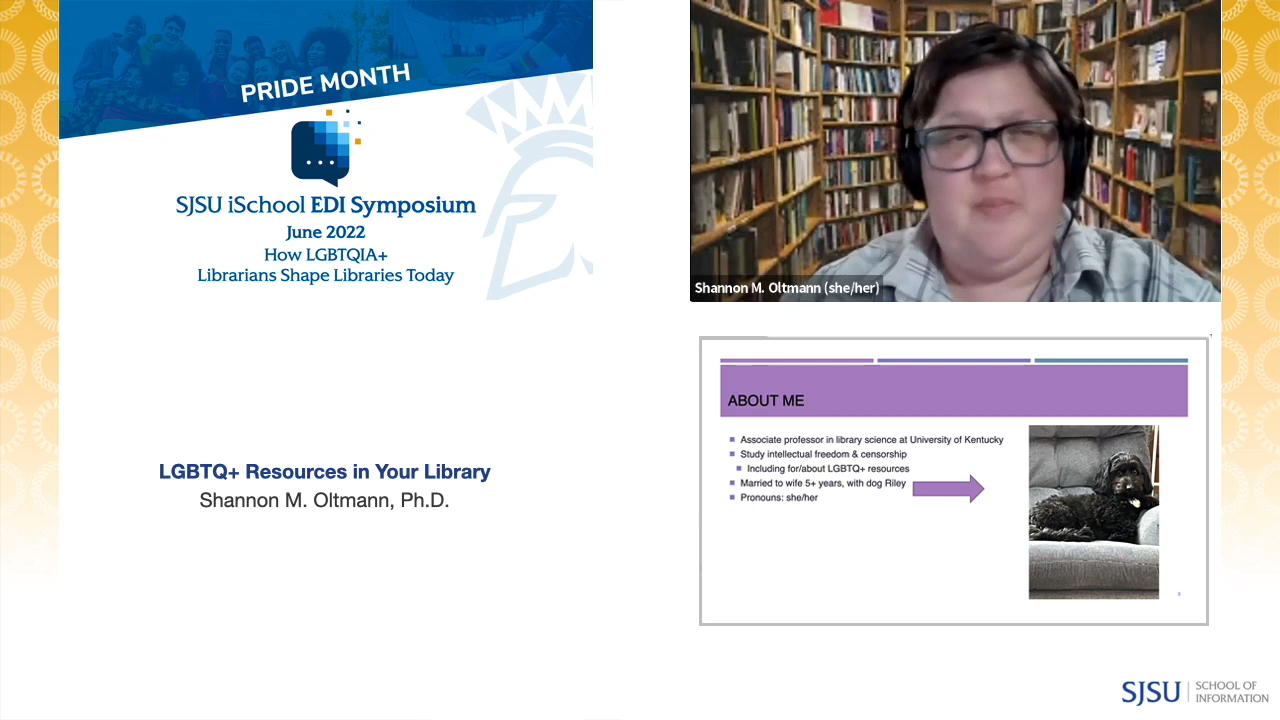 PRIDE MONTH
SJSU iSchool EDI Symposium
June 2022
How LGBTQIA+
Librarians Shape Libraries Today
LGBTQ+ Resources in Your Library
Shannon M. Oltmann, Ph.D.
Shannon M. Oltmann (she/her)
ABOUT ME
Associate professor in library science at University of Kentucky
Study intellectual freedom & censorship
Including for/about LGBTQ+ resources
Married to wife 5+ years, with dog Riley
Pronouns: she/her
SJSU SCHOOL OF
INFORMATION